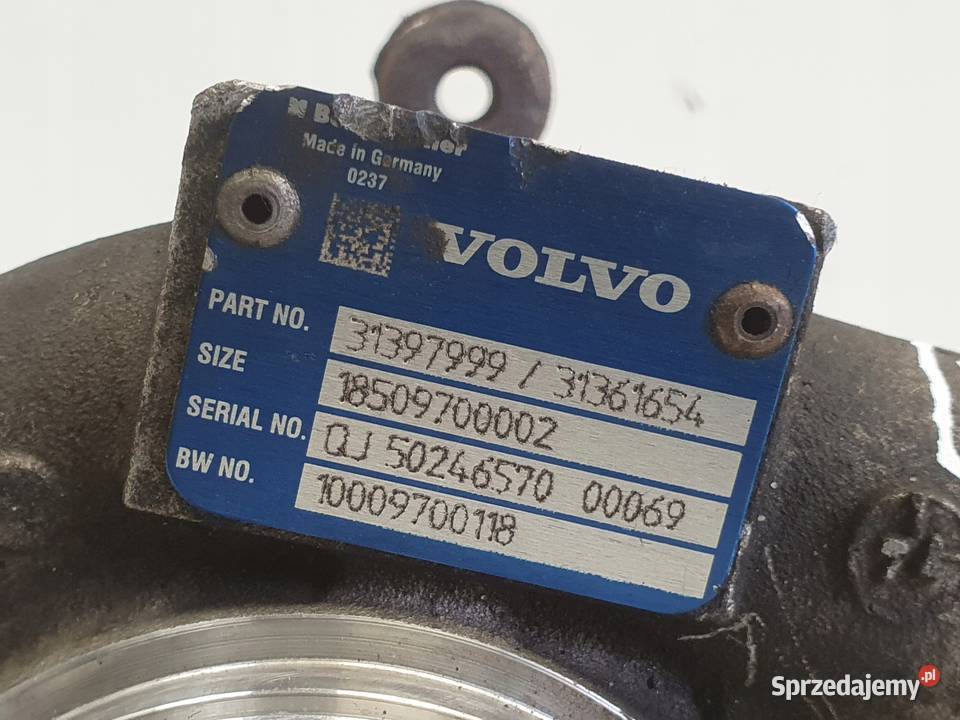 Made in Germany
0237
VOLVO
PART NO. 31397999 / 31361654
SIZE 18509700002
SERIAL NO. QJ 50246570 00069
BW NO. 10009700118
Sprzedajemy.pl